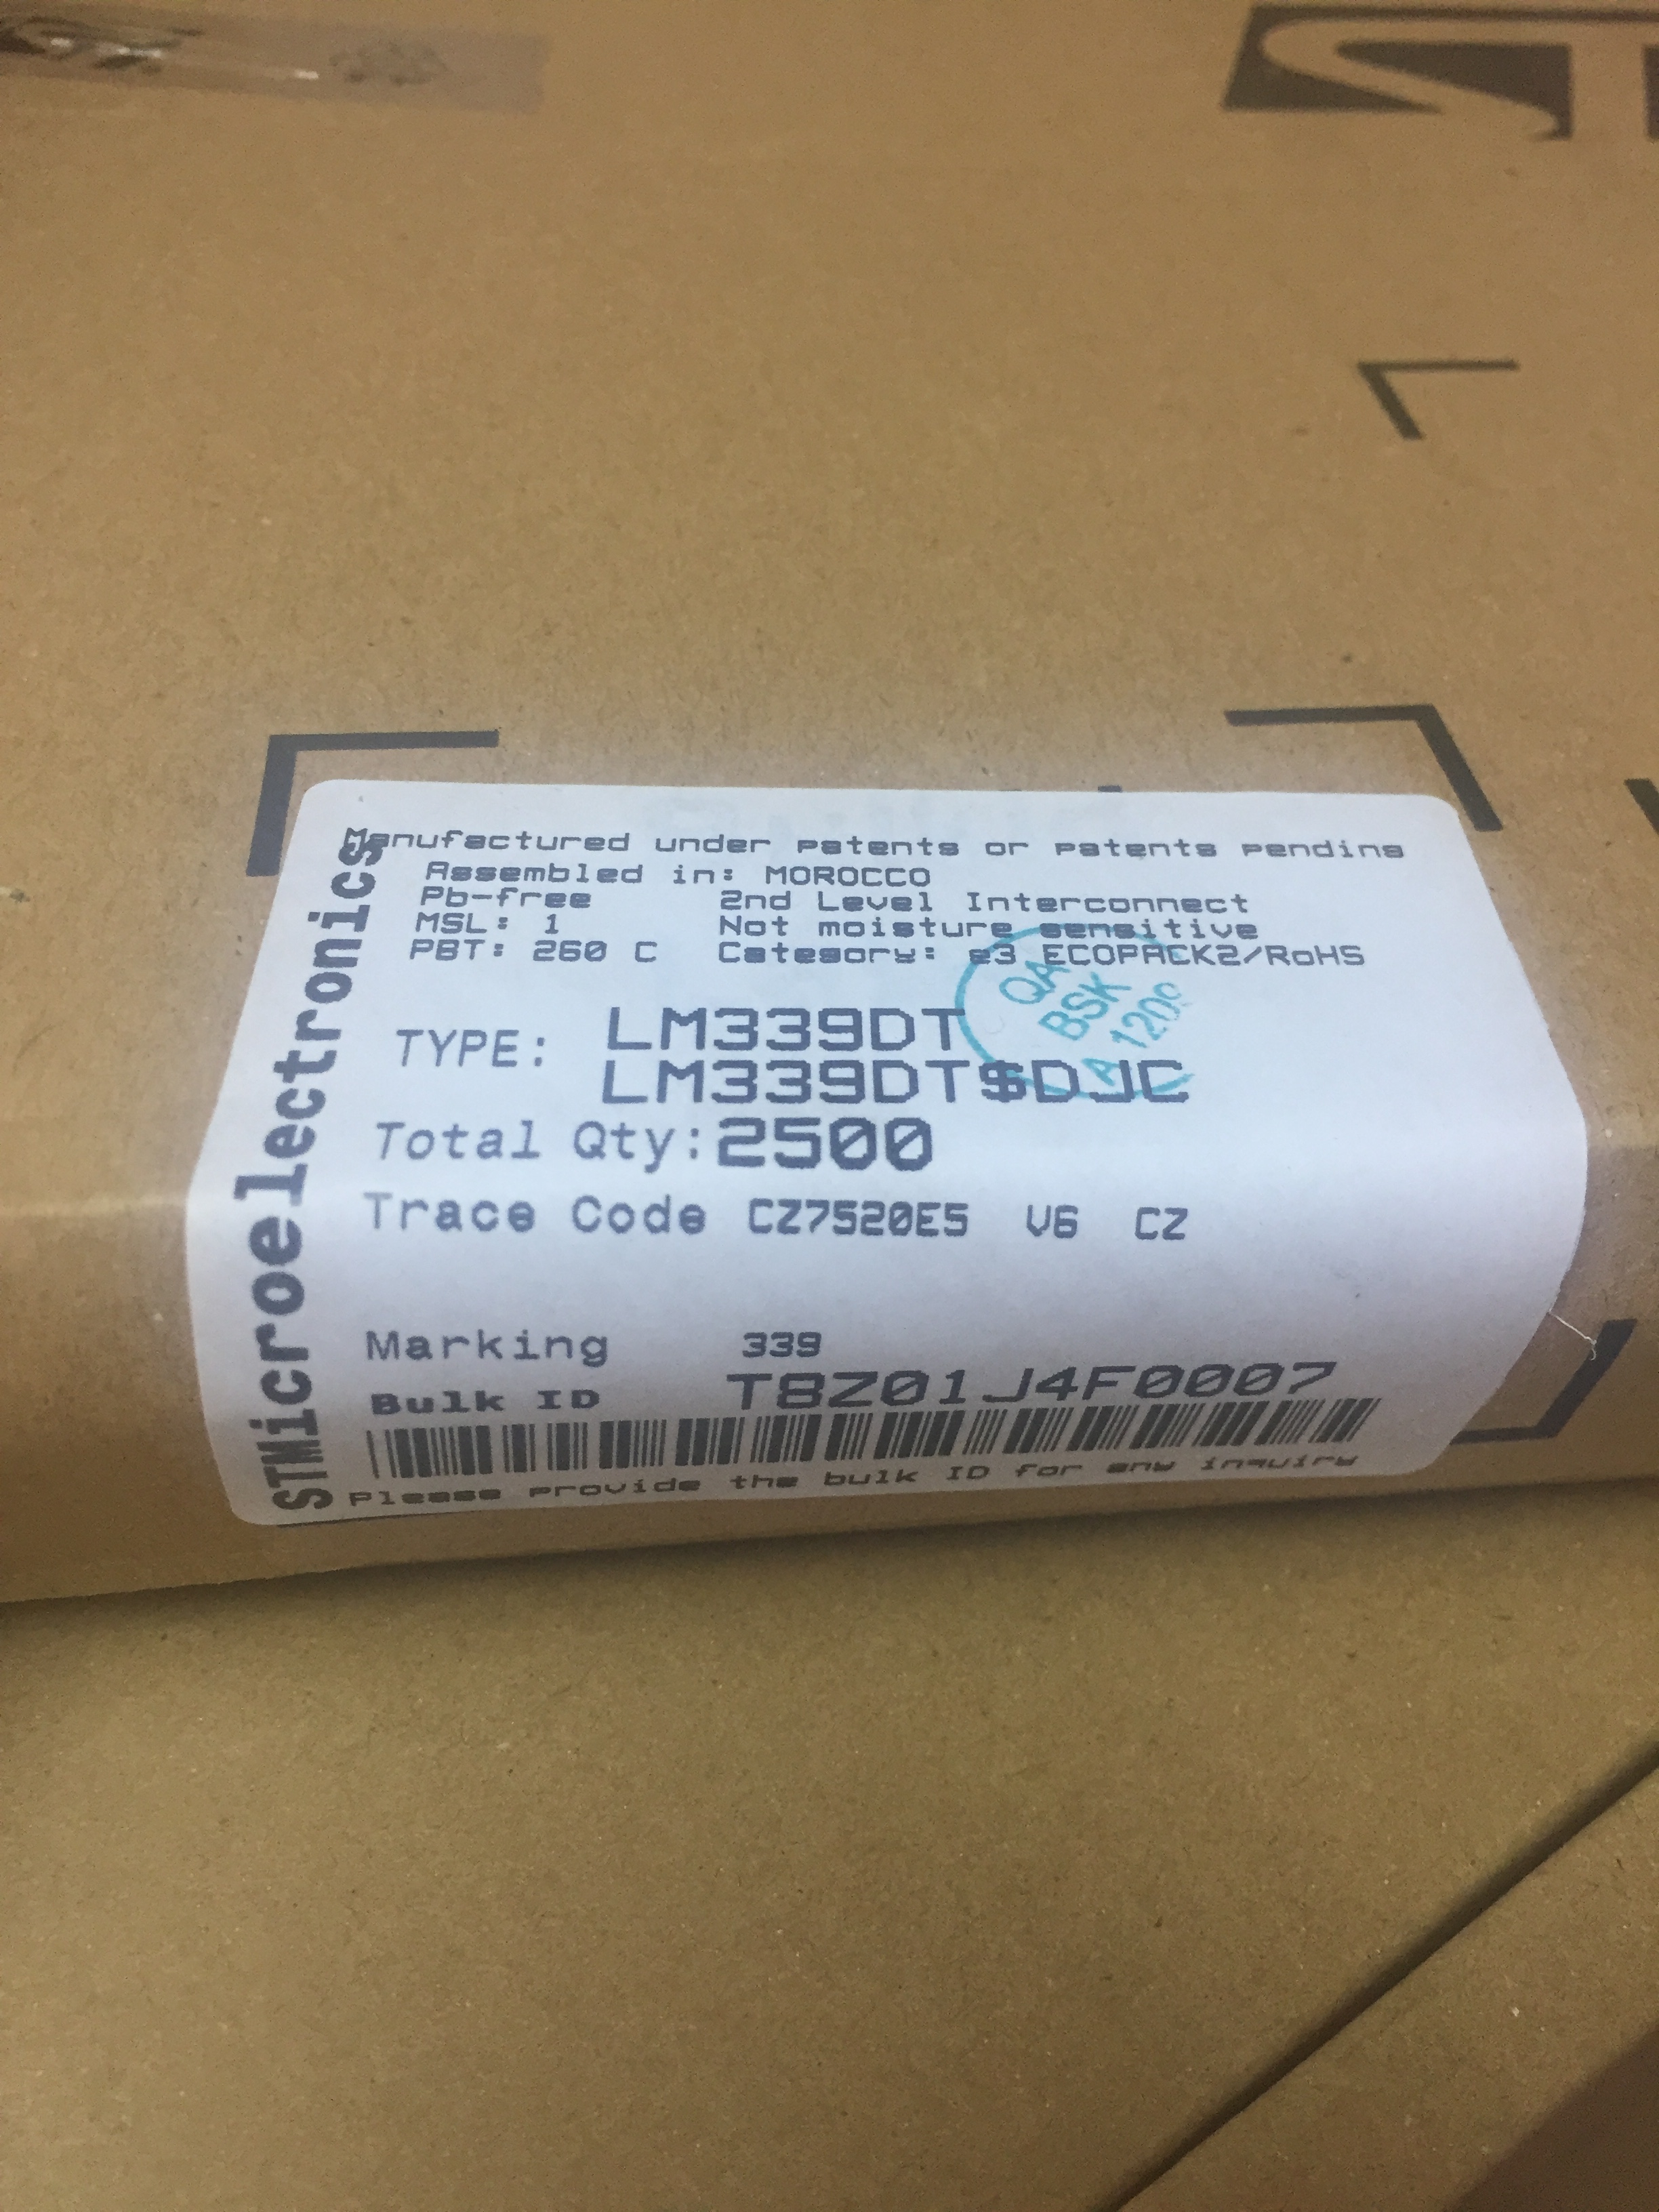 ST
STMicroelectronics
Manufactured under patents or patents pending
Assembled in: MOROCCO
Pb-free 2nd Level Interconnect
MSL: 1 Not moisture sensitive
PBT: 260 C Category: e3 ECOPACK2/RoHS
QA
BSK
A 1209
TYPE: LM339DT
LM339DT$DJC
Total Qty: 2500
Trace Code CZ7520E5 V6 CZ
Marking 339
Bulk ID T8Z01J4F0007
Please provide the bulk ID for any inquiry